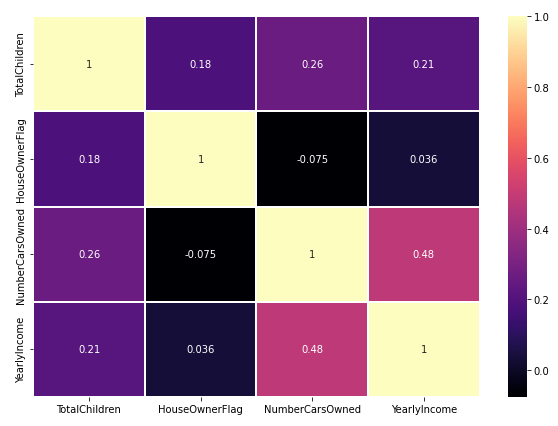 TotalChildren 1 0.18 0.26 0.21
HouseOwnerFlag 0.18 1 -0.075 0.036
NumberCarsOwned 0.26 -0.075 1 0.48
YearlyIncome 0.21 0.036 0.48 1
TotalChildren HouseOwnerFlag NumberCarsOwned YearlyIncome
1.0
0.8
0.6
0.4
0.2
0.0